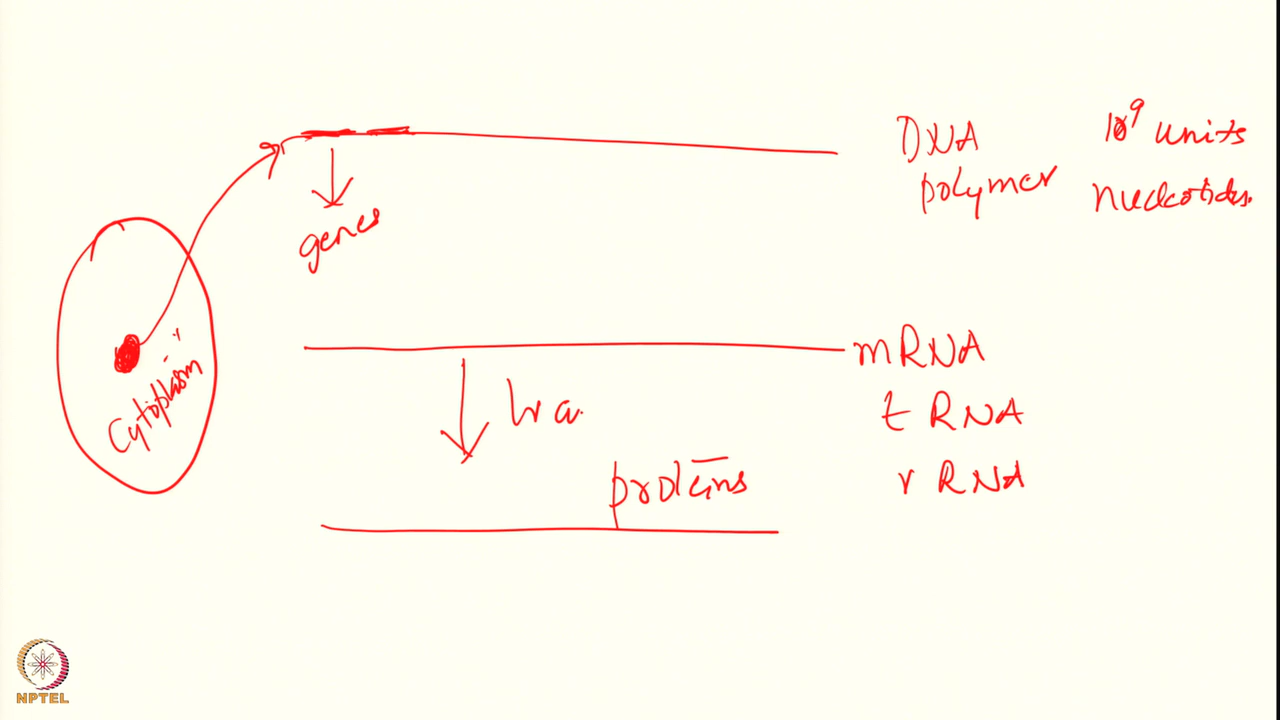 DNA 10⁹ units
polymer nucleotides.
genes
Cytoplasm
mRNA
tRNA
rRNA
proteins
NPTEL